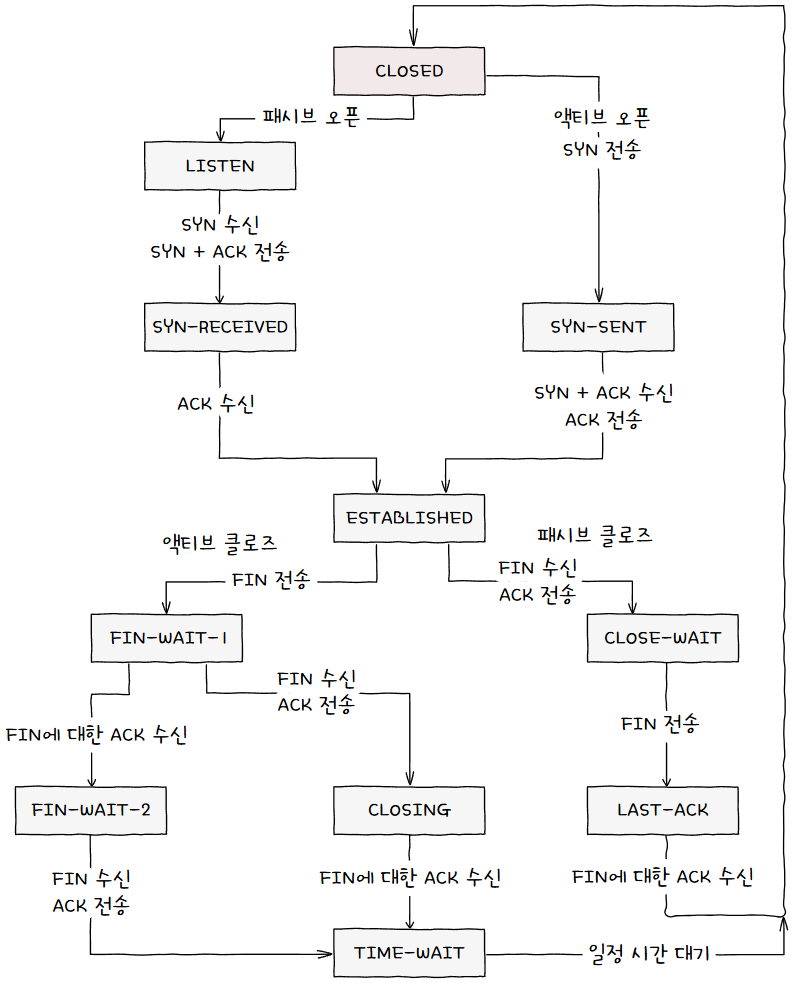 CLOSED
패시브 오픈
액티브 오픈
SYN 전송
LISTEN
SYN 수신
SYN + ACK 전송
SYN-RECEIVED
SYN-SENT
ACK 수신
SYN + ACK 수신
ACK 전송
ESTABLISHED
액티브 클로즈
패시브 클로즈
FIN 전송
FIN 수신
ACK 전송
FIN-WAIT-1
CLOSE-WAIT
FIN 수신
ACK 전송
FIN에 대한 ACK 수신
FIN 전송
FIN-WAIT-2
CLOSING
LAST-ACK
FIN 수신
ACK 전송
FIN에 대한 ACK 수신
FIN에 대한 ACK 수신
TIME-WAIT
일정 시간 대기